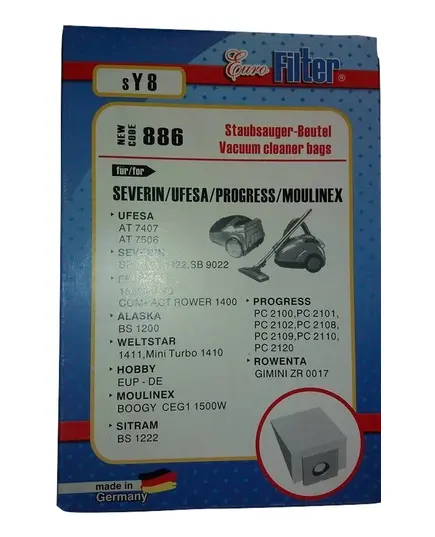 Euro Filter®
sY8
NEW CODE 886
Staubsauger-Beutel
Vacuum cleaner bags
fur/for
SEVERIN/UFESA/PROGRESS/MOULINEX
UFESA
AT 7407
AT 7506
SEVERIN
SB 9022
COMPACT ROWER 1400
ALASKA
BS 1200
WELTSTAR
1411,Mini Turbo 1410
HOBBY
EUP - DE
MOULINEX
BOOGY CEG1 1500W
SITRAM
BS 1222
PROGRESS
PC 2100,PC 2101,
PC 2102,PC 2108,
PC 2109,PC 2110,
PC 2120
ROWENTA
GIMINI ZR 0017
made in
Germany